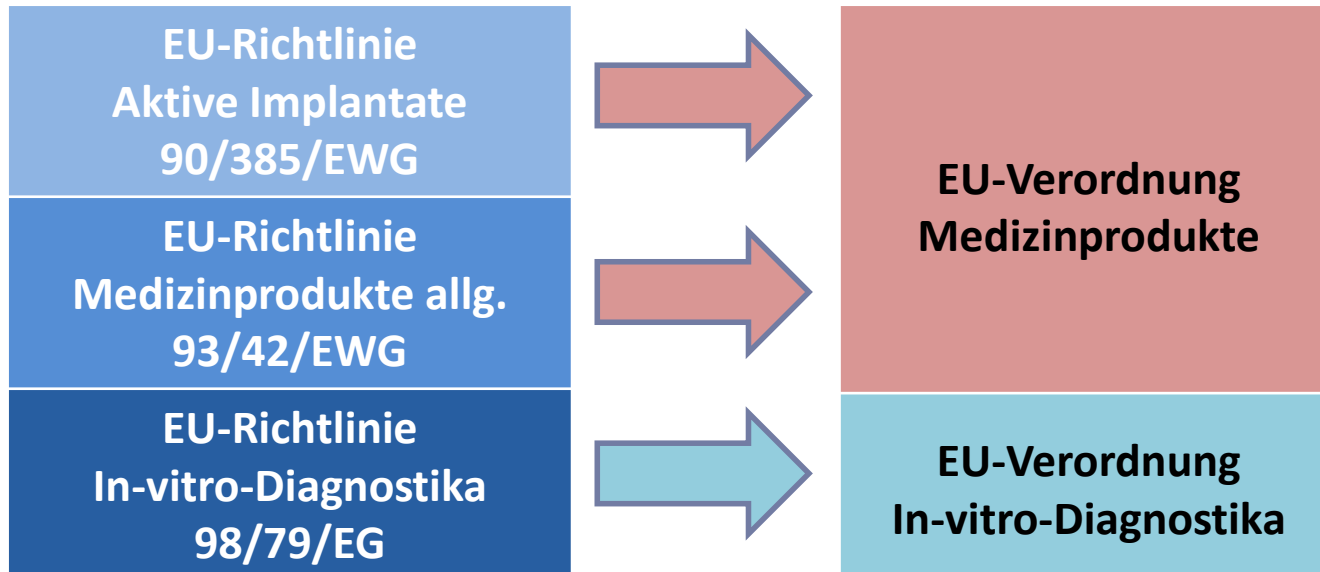 EU-Richtlinie
Aktive Implantate
90/385/EWG
EU-Richtlinie
Medizinprodukte allg.
93/42/EWG
EU-Richtlinie
In-vitro-Diagnostika
98/79/EG
EU-Verordnung
Medizinprodukte
EU-Verordnung
In-vitro-Diagnostika